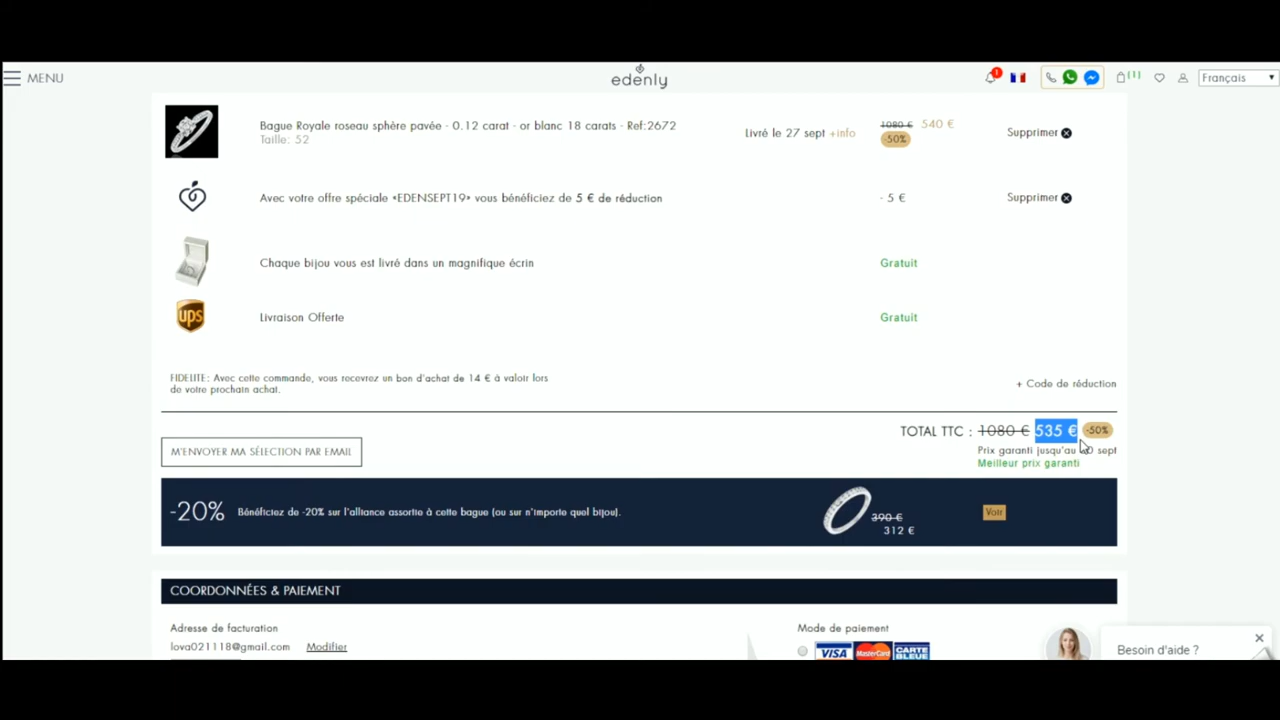 MENU
edenly
1
(1)
Français
Bague Royale roseau sphère pavée - 0.12 carat - or blanc 18 carats - Ref:2672
Taille: 52
Livré le 27 sept +info
1080 € 540 €
-50%
Supprimer
Avec votre offre spéciale «EDENSEPT19» vous bénéficiez de 5 € de réduction
- 5 €
Supprimer
Chaque bijou vous est livré dans un magnifique écrin
Gratuit
ups
Livraison Offerte
Gratuit
FIDELITE: Avec cette commande, vous recevrez un bon d'achat de 14 € à valoir lors
de votre prochain achat.
+ Code de réduction
TOTAL TTC : 1080 € 535 € -50%
M'ENVOYER MA SÉLECTION PAR EMAIL
Prix garanti jusqu'au sept
Meilleur prix garanti
-20% Bénéficiez de -20% sur l'alliance assortie à cette bague (ou sur n'importe quel bijou).
390 €
312 €
Voir
COORDONNÉES & PAIEMENT
Adresse de facturation
lova021118@gmail.com Modifier
Mode de paiement
VISA MasterCard CARTE BLEUE
Besoin d'aide ?